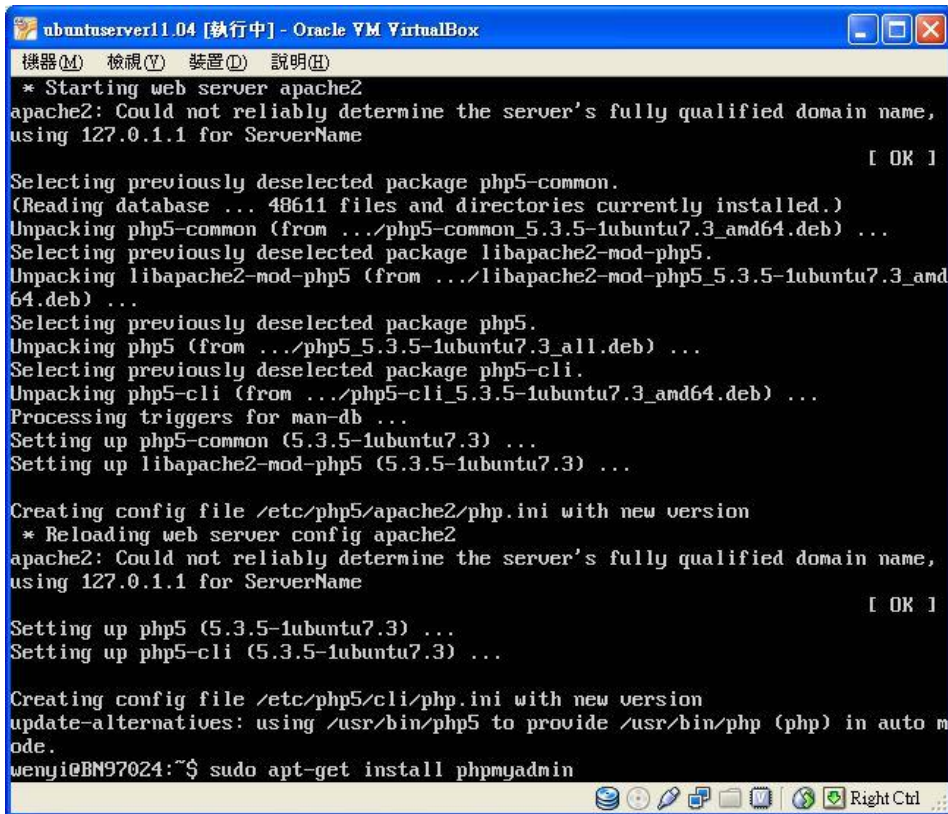 ubuntuserver11.04 [執行中] - Oracle VM VirtualBox
機器(M) 檢視(V) 裝置(D) 說明(H)
 * Starting web server apache2
apache2: Could not reliably determine the server's fully qualified domain name,
using 127.0.1.1 for ServerName
[ OK ]
Selecting previously deselected package php5-common.
(Reading database ... 48611 files and directories currently installed.)
Unpacking php5-common (from .../php5-common_5.3.5-1ubuntu7.3_amd64.deb) ...
Selecting previously deselected package libapache2-mod-php5.
Unpacking libapache2-mod-php5 (from .../libapache2-mod-php5_5.3.5-1ubuntu7.3_amd
64.deb) ...
Selecting previously deselected package php5.
Unpacking php5 (from .../php5_5.3.5-1ubuntu7.3_all.deb) ...
Selecting previously deselected package php5-cli.
Unpacking php5-cli (from .../php5-cli_5.3.5-1ubuntu7.3_amd64.deb) ...
Processing triggers for man-db ...
Setting up php5-common (5.3.5-1ubuntu7.3) ...
Setting up libapache2-mod-php5 (5.3.5-1ubuntu7.3) ...
Creating config file /etc/php5/apache2/php.ini with new version
 * Reloading web server config apache2
apache2: Could not reliably determine the server's fully qualified domain name,
using 127.0.1.1 for ServerName
[ OK ]
Setting up php5 (5.3.5-1ubuntu7.3) ...
Setting up php5-cli (5.3.5-1ubuntu7.3) ...
Creating config file /etc/php5/cli/php.ini with new version
update-alternatives: using /usr/bin/php5 to provide /usr/bin/php (php) in auto m
ode.
wenyi@BN97024:~$ sudo apt-get install phpmyadmin
Right Ctrl